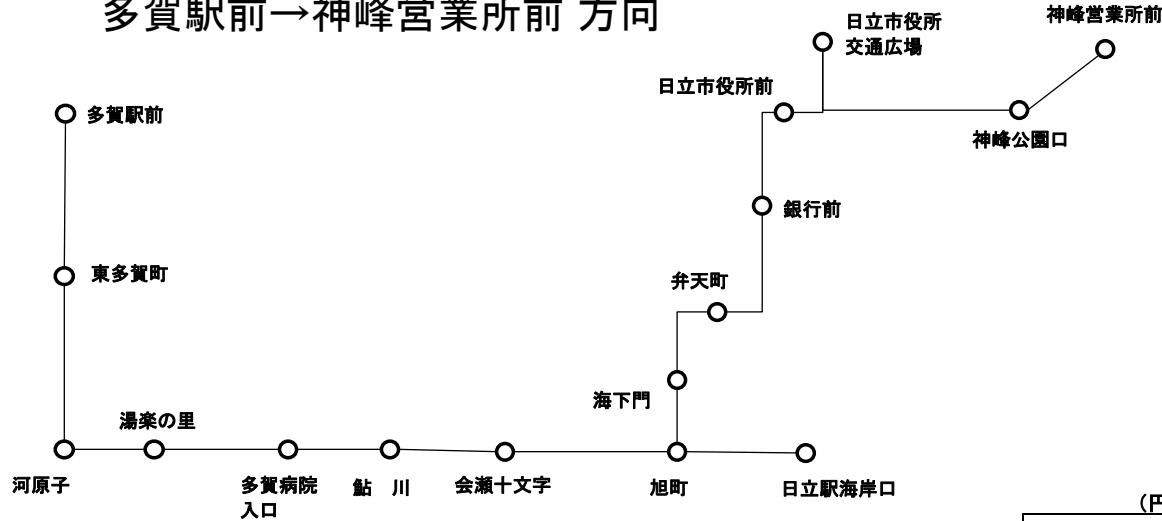 多賀駅前→神峰営業所前 方向
日立市役所
交通広場
神峰営業所前
日立市役所前
多賀駅前
神峰公園口
銀行前
東多賀町
弁天町
海下門
湯楽の里
河原子
多賀病院
入口
鮎 川
会瀬十文字
旭町
日立駅海岸口
(円